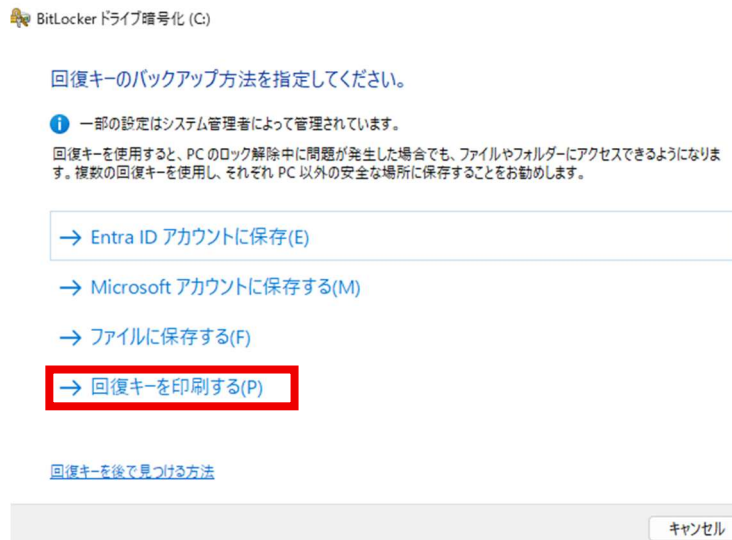 BitLocker ドライブ暗号化 (C:)
回復キーのバックアップ方法を指定してください。
一部の設定はシステム管理者によって管理されています。
回復キーを使用すると、PC のロック解除中に問題が発生した場合でも、ファイルやフォルダーにアクセスできるようになりま
す。複数の回復キーを使用し、それぞれ PC 以外の安全な場所に保存することをお勧めします。
→ Entra ID アカウントに保存(E)
→ Microsoft アカウントに保存する(M)
→ ファイルに保存する(F)
→ 回復キーを印刷する(P)
回復キーを後で見つける方法
キャンセル